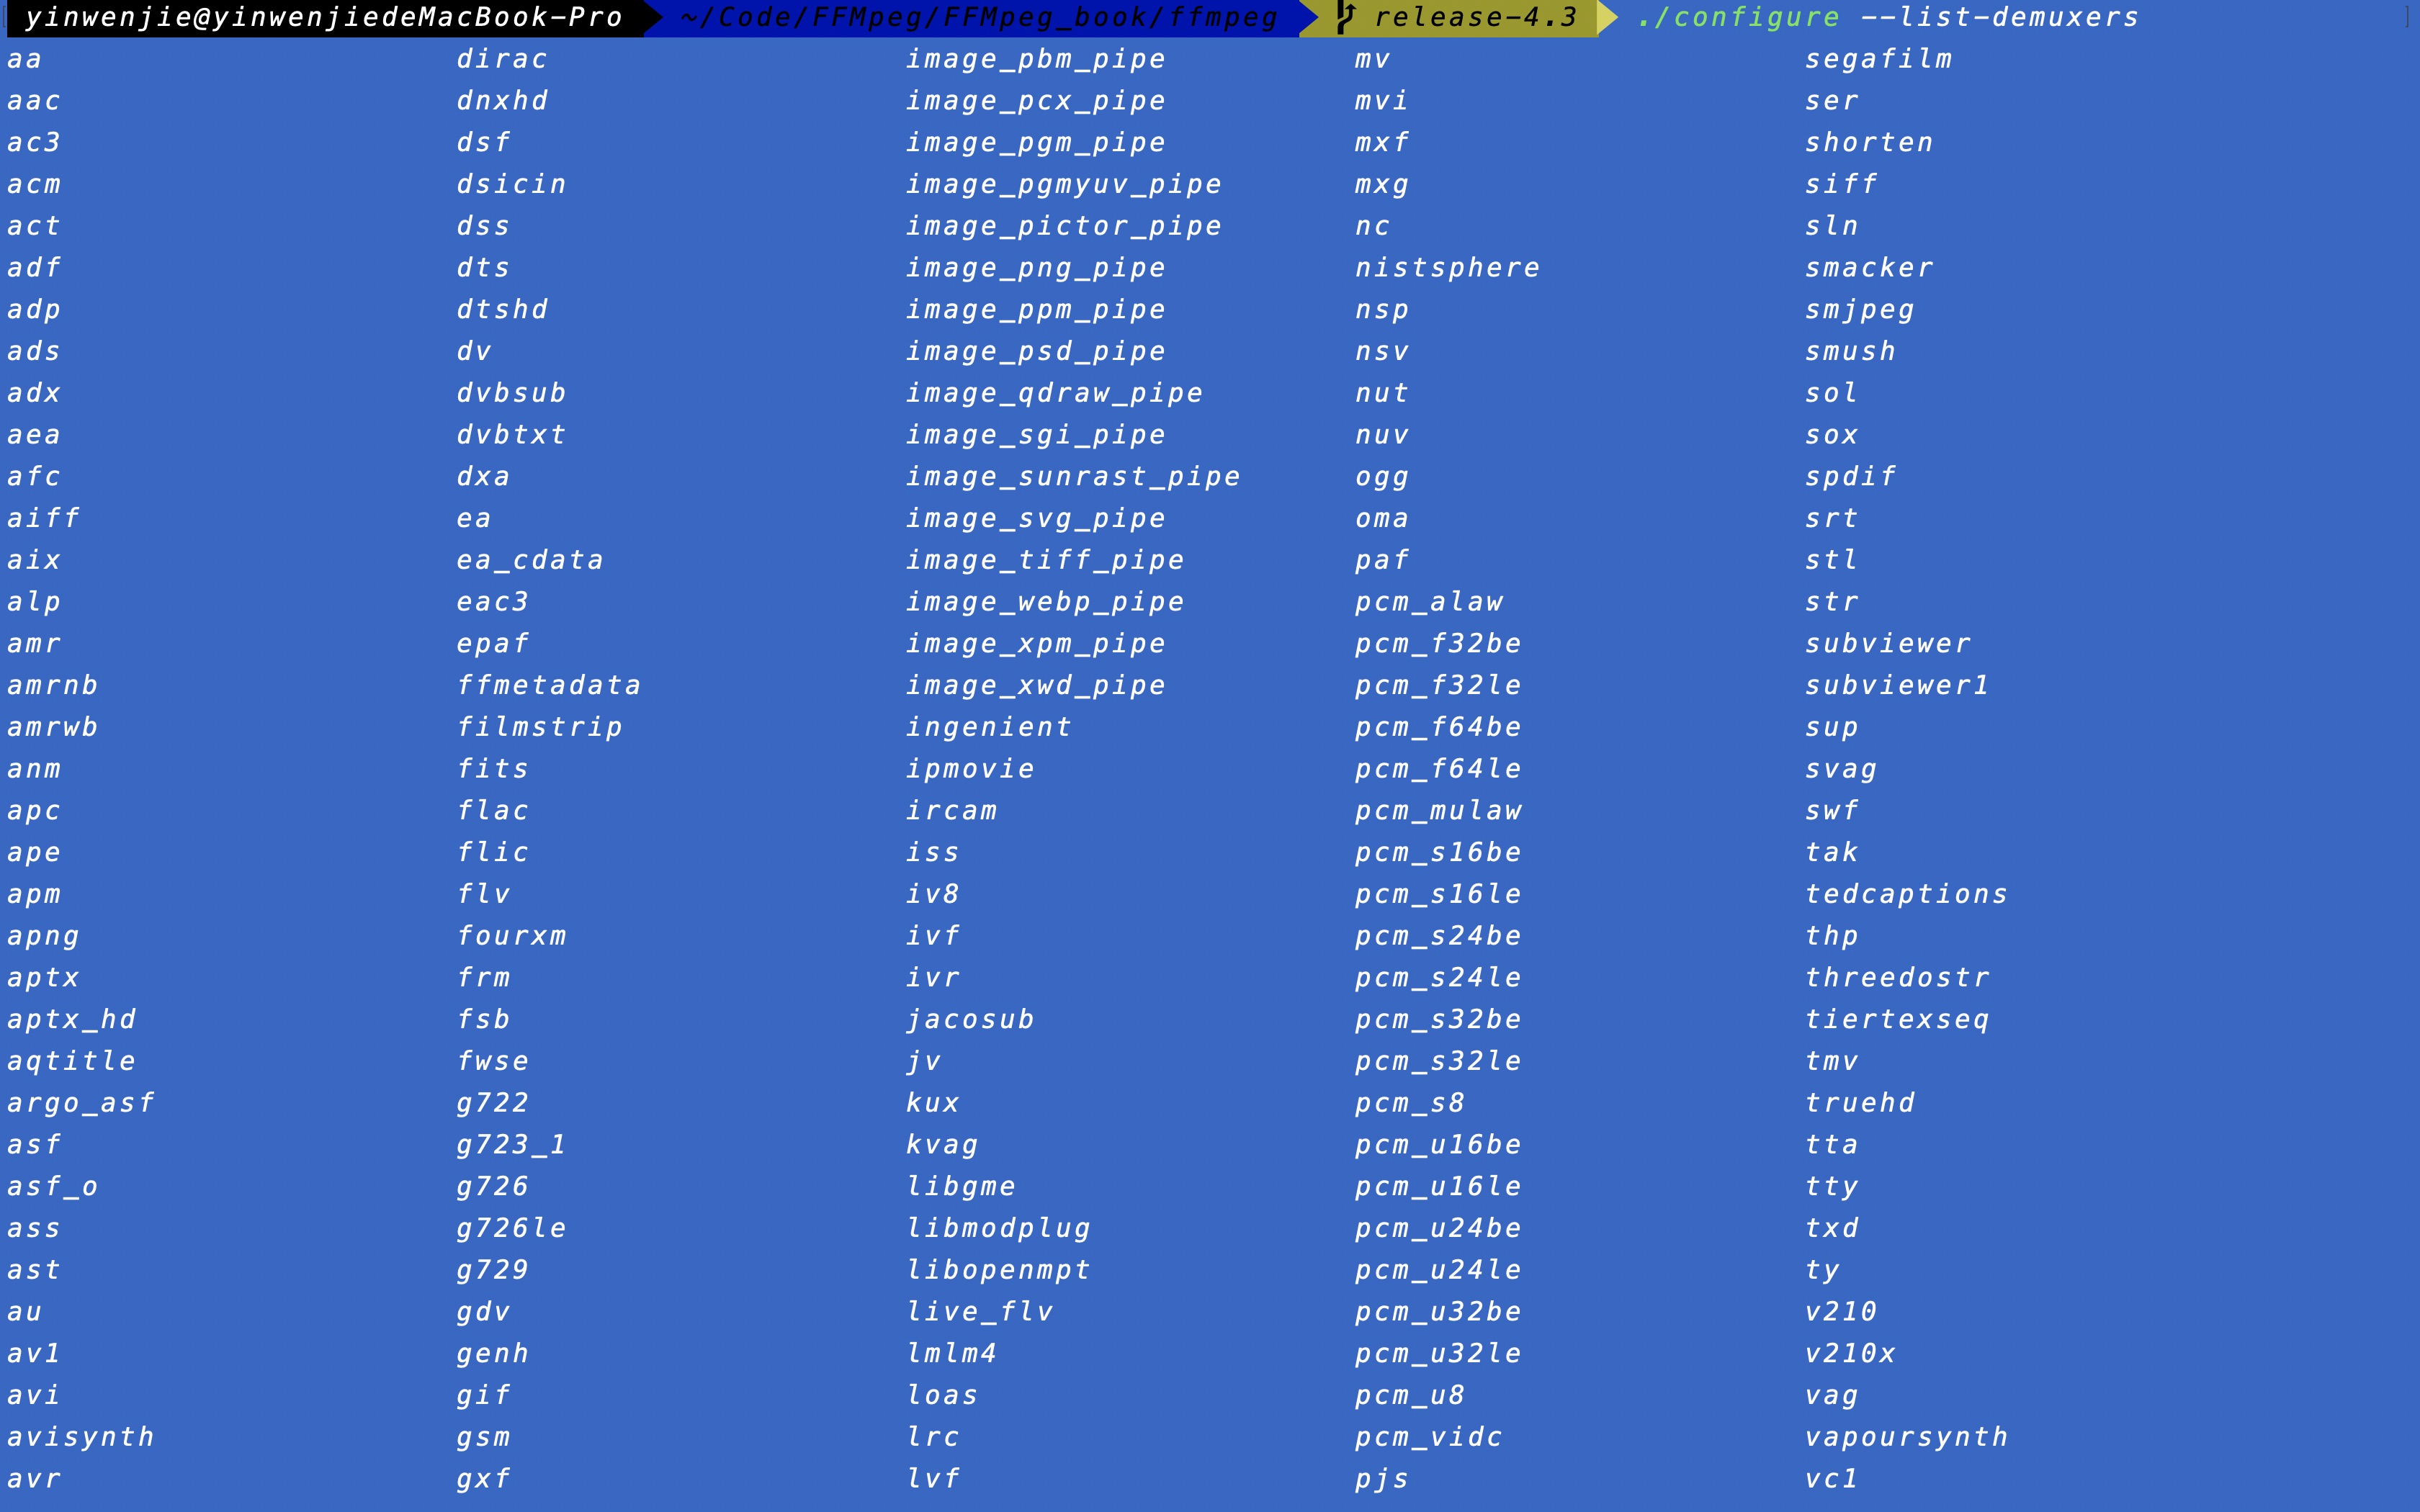 yinwenjie@yinwenjiedeMacBook-Pro ~/Code/FFMpeg/FFMpeg_book/ffmpeg release-4.3 ./configure --list-demuxers
aa dirac image_pbm_pipe mv segafilm
aac dnxhd image_pcx_pipe mvi ser
ac3 dsf image_pgm_pipe mxf shorten
acm dsicin image_pgmyuv_pipe mxg siff
act dss image_pictor_pipe nc sln
adf dts image_png_pipe nistsphere smacker
adp dtshd image_ppm_pipe nsp smjpeg
ads dv image_psd_pipe nsv smush
adx dvbsub image_qdraw_pipe nut sol
aea dvbtxt image_sgi_pipe nuv sox
afc dxa image_sunrast_pipe ogg spdif
aiff ea image_svg_pipe oma srt
aix ea_cdata image_tiff_pipe paf stl
alp eac3 image_webp_pipe pcm_alaw str
amr epaf image_xpm_pipe pcm_f32be subviewer
amrnb ffmetadata image_xwd_pipe pcm_f32le subviewer1
amrwb filmstrip ingenient pcm_f64be sup
anm fits ipmovie pcm_f64le svag
apc flac ircam pcm_mulaw swf
ape flic iss pcm_s16be tak
apm flv iv8 pcm_s16le tedcaptions
apng fourxm ivf pcm_s24be thp
aptx frm ivr pcm_s24le threedostr
aptx_hd fsb jacosub pcm_s32be tiertexseq
aqtitle fwse jv pcm_s32le tmv
argo_asf g722 kux pcm_s8 truehd
asf g723_1 kvag pcm_u16be tta
asf_o g726 libgme pcm_u16le tty
ass g726le libmodplug pcm_u24be txd
ast g729 libopenmpt pcm_u24le ty
au gdv live_flv pcm_u32be v210
av1 genh lmlm4 pcm_u32le v210x
avi gif loas pcm_u8 vag
avisynth gsm lrc pcm_vidc vapoursynth
avr gxf lvf pjs vc1